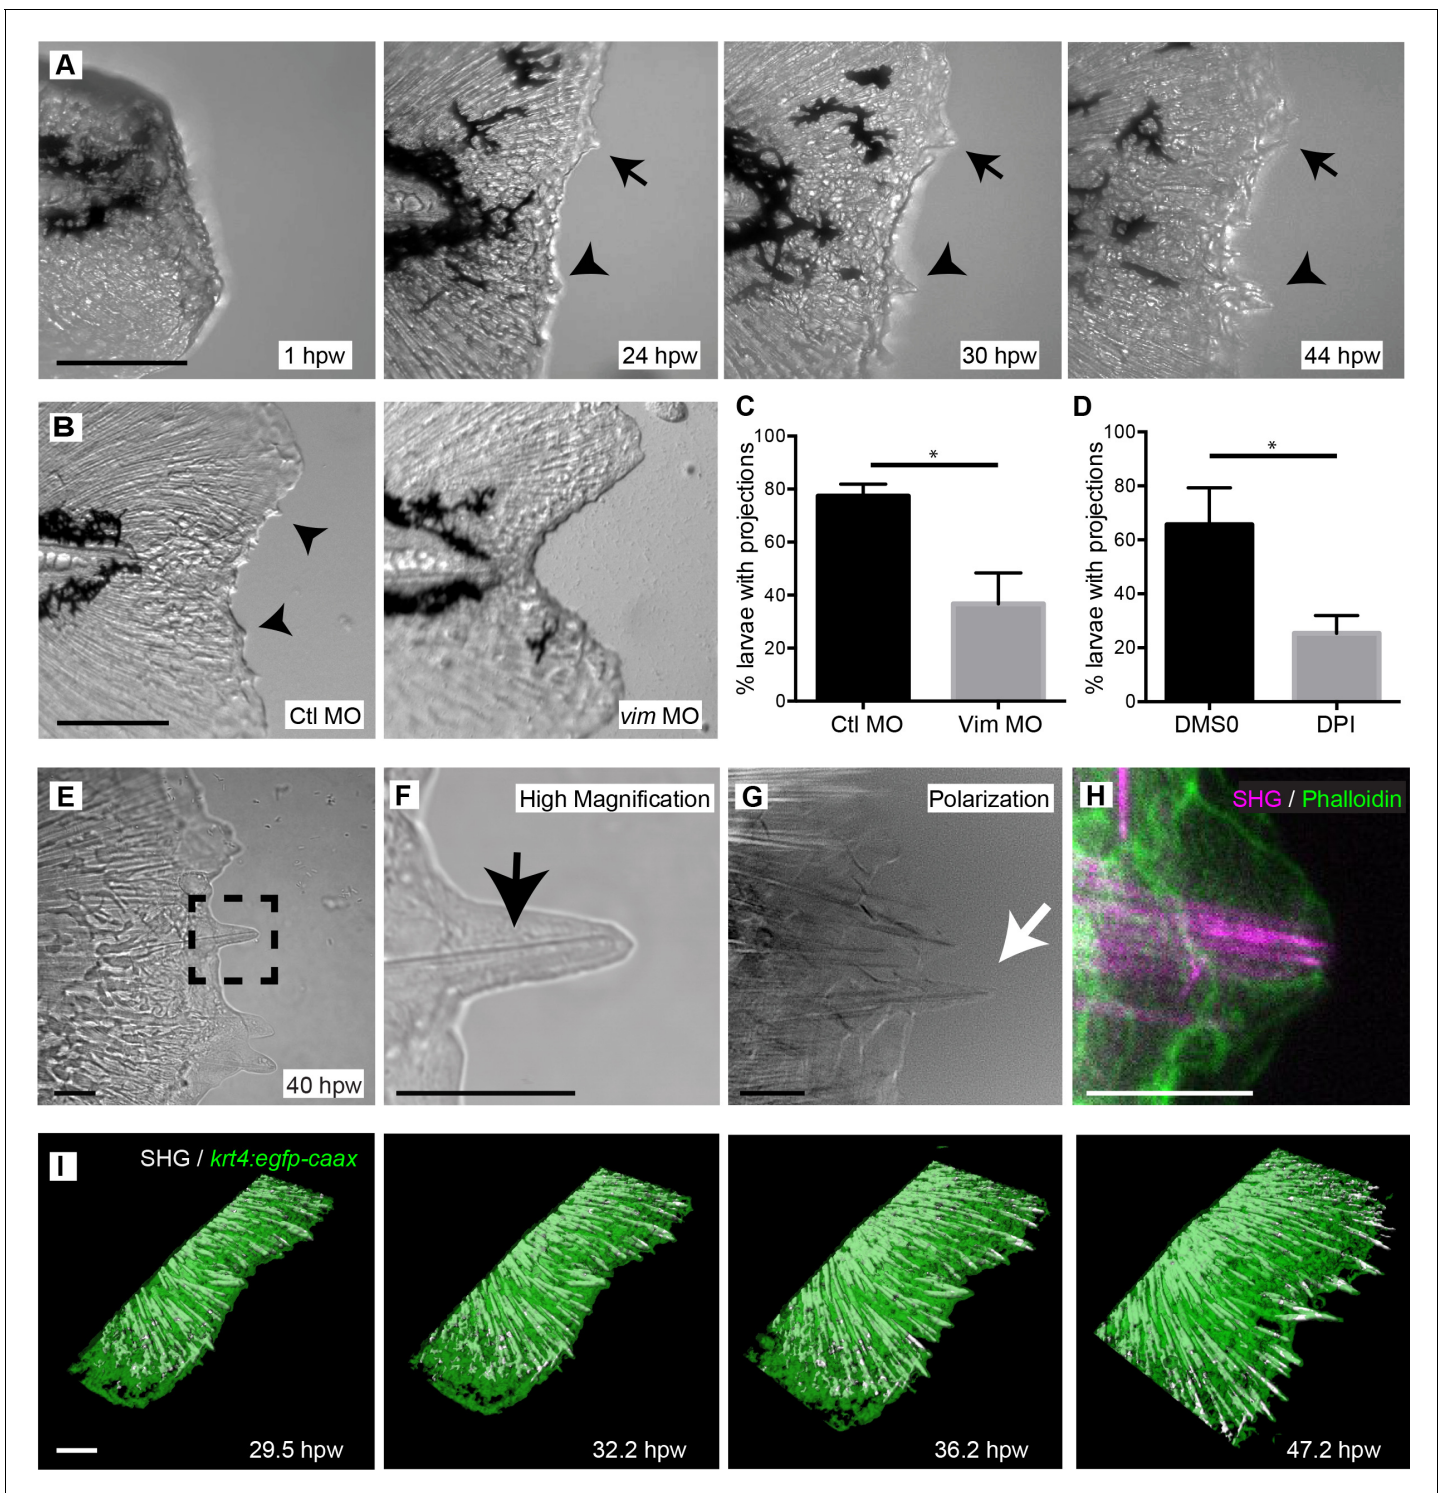 A
1 hpw
24 hpw
30 hpw
44 hpw
B
Ctl MO
vim MO
C
% larvae with projections
100
80
60
40
20
0
*
Ctl MO
Vim MO
D
% larvae with projections
100
80
60
40
20
0
*
DMS0
DPI
E
40 hpw
F
High Magnification
G
Polarization
H
SHG / Phalloidin
I
SHG / krt4:egfp-caax
29.5 hpw
32.2 hpw
36.2 hpw
47.2 hpw